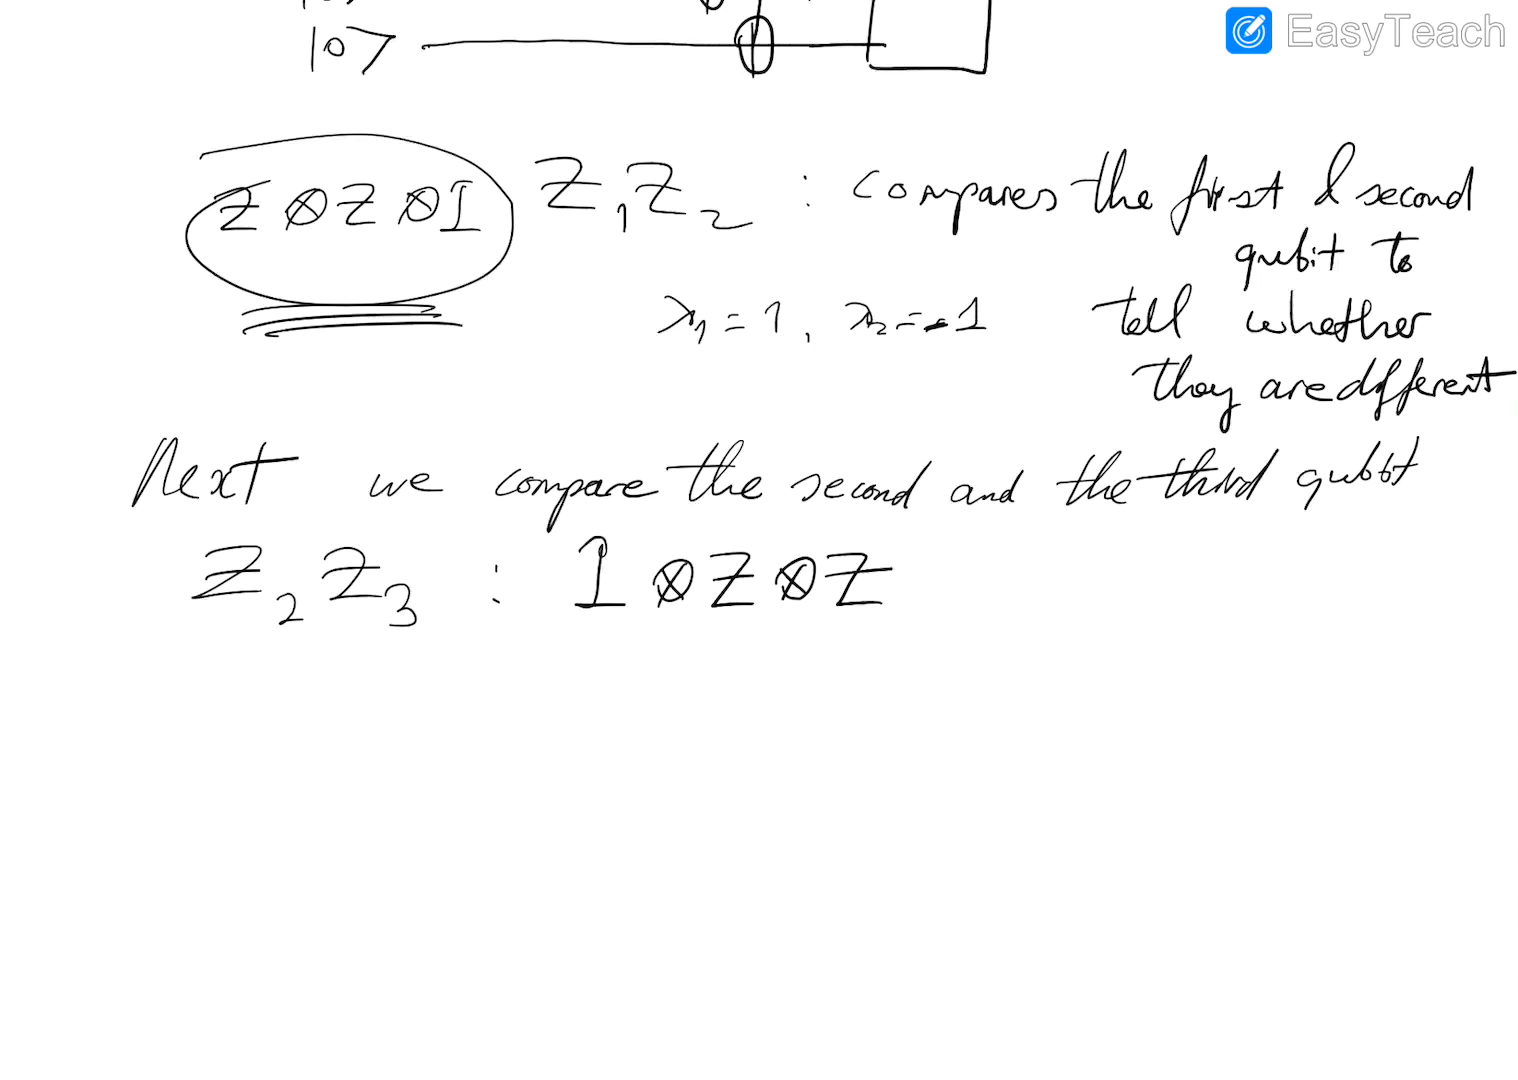 |0>
EasyTeach
Z⊗Z⊗I Z₁Z₂ : compares the first & second
qubit to
λ₁=1, λ₂=-1 tell whether
they are different
Next we compare the second and the third qubit
Z₂Z₃ : I⊗Z⊗Z